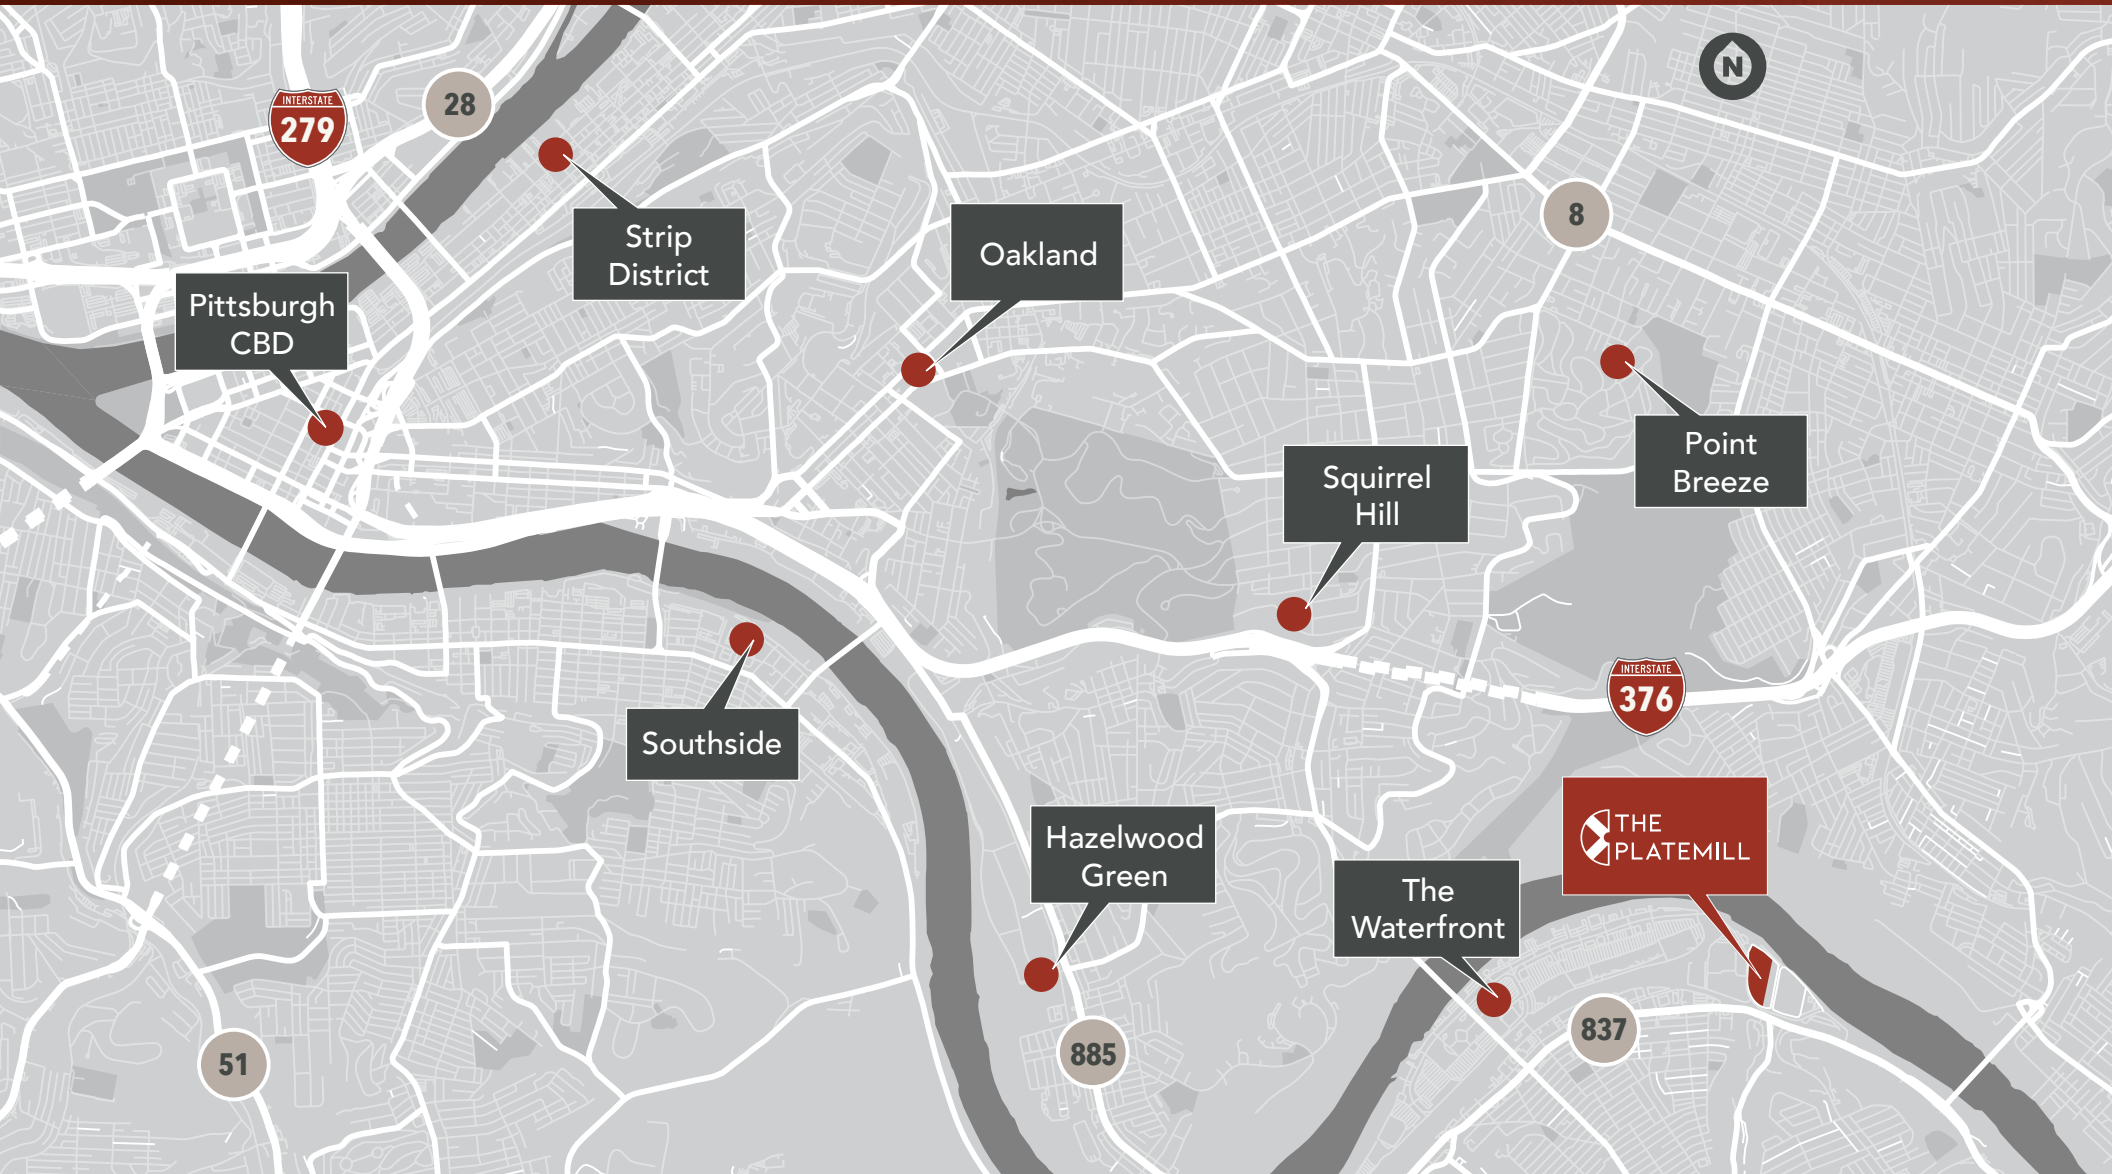 N
INTERSTATE
279
28
8
Strip
District
Oakland
Pittsburgh
CBD
Point
Breeze
Squirrel
Hill
INTERSTATE
376
Southside
THE
PLATEMILL
Hazelwood
Green
The
Waterfront
837
885
51